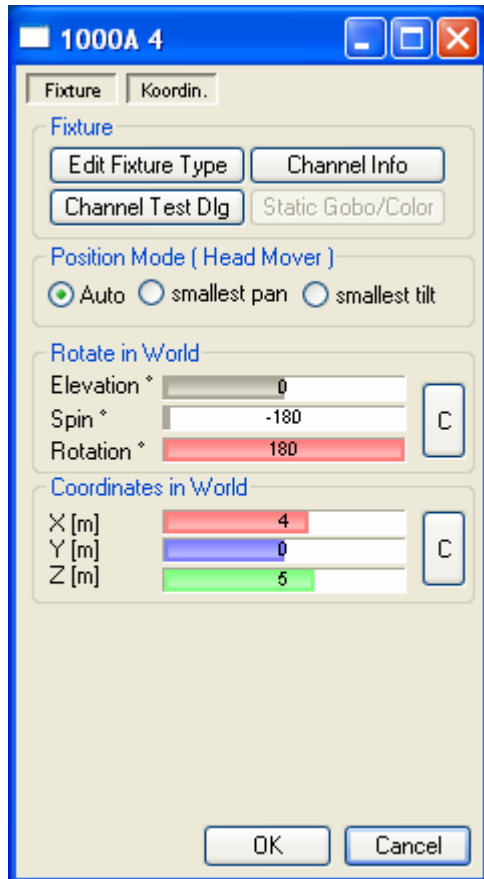 1000A 4
Fixture Koordin.
Fixture
Edit Fixture Type Channel Info
Channel Test Dlg Static Gobo/Color
Position Mode ( Head Mover )
Auto smallest pan smallest tilt
Rotate in World
Elevation ° 0
Spin ° -180
C
Rotation ° 180
Coordinates in World
X [m] 4
Y [m] 0
C
Z [m] 5
OK Cancel